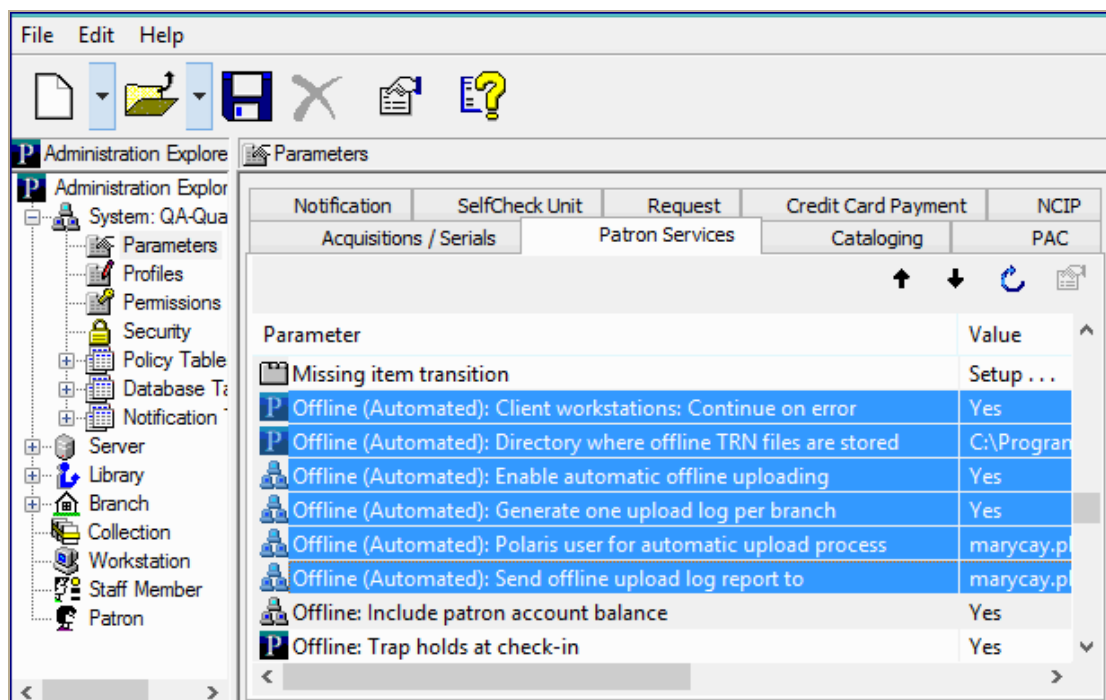 File Edit Help
Administration Explore
Parameters
Administration Explor
System: QA-Qua
Parameters
Profiles
Permissions
Security
Policy Table
Database Ta
Notification T
Server
Library
Branch
Collection
Workstation
Staff Member
Patron
Notification SelfCheck Unit Request Credit Card Payment NCIP
Acquisitions / Serials Patron Services Cataloging PAC
Parameter Value
Missing item transition Setup . . .
Offline (Automated): Client workstations: Continue on error Yes
Offline (Automated): Directory where offline TRN files are stored C:\Program
Offline (Automated): Enable automatic offline uploading Yes
Offline (Automated): Generate one upload log per branch Yes
Offline (Automated): Polaris user for automatic upload process marycay.pl
Offline (Automated): Send offline upload log report to marycay.pl
Offline: Include patron account balance Yes
Offline: Trap holds at check-in Yes